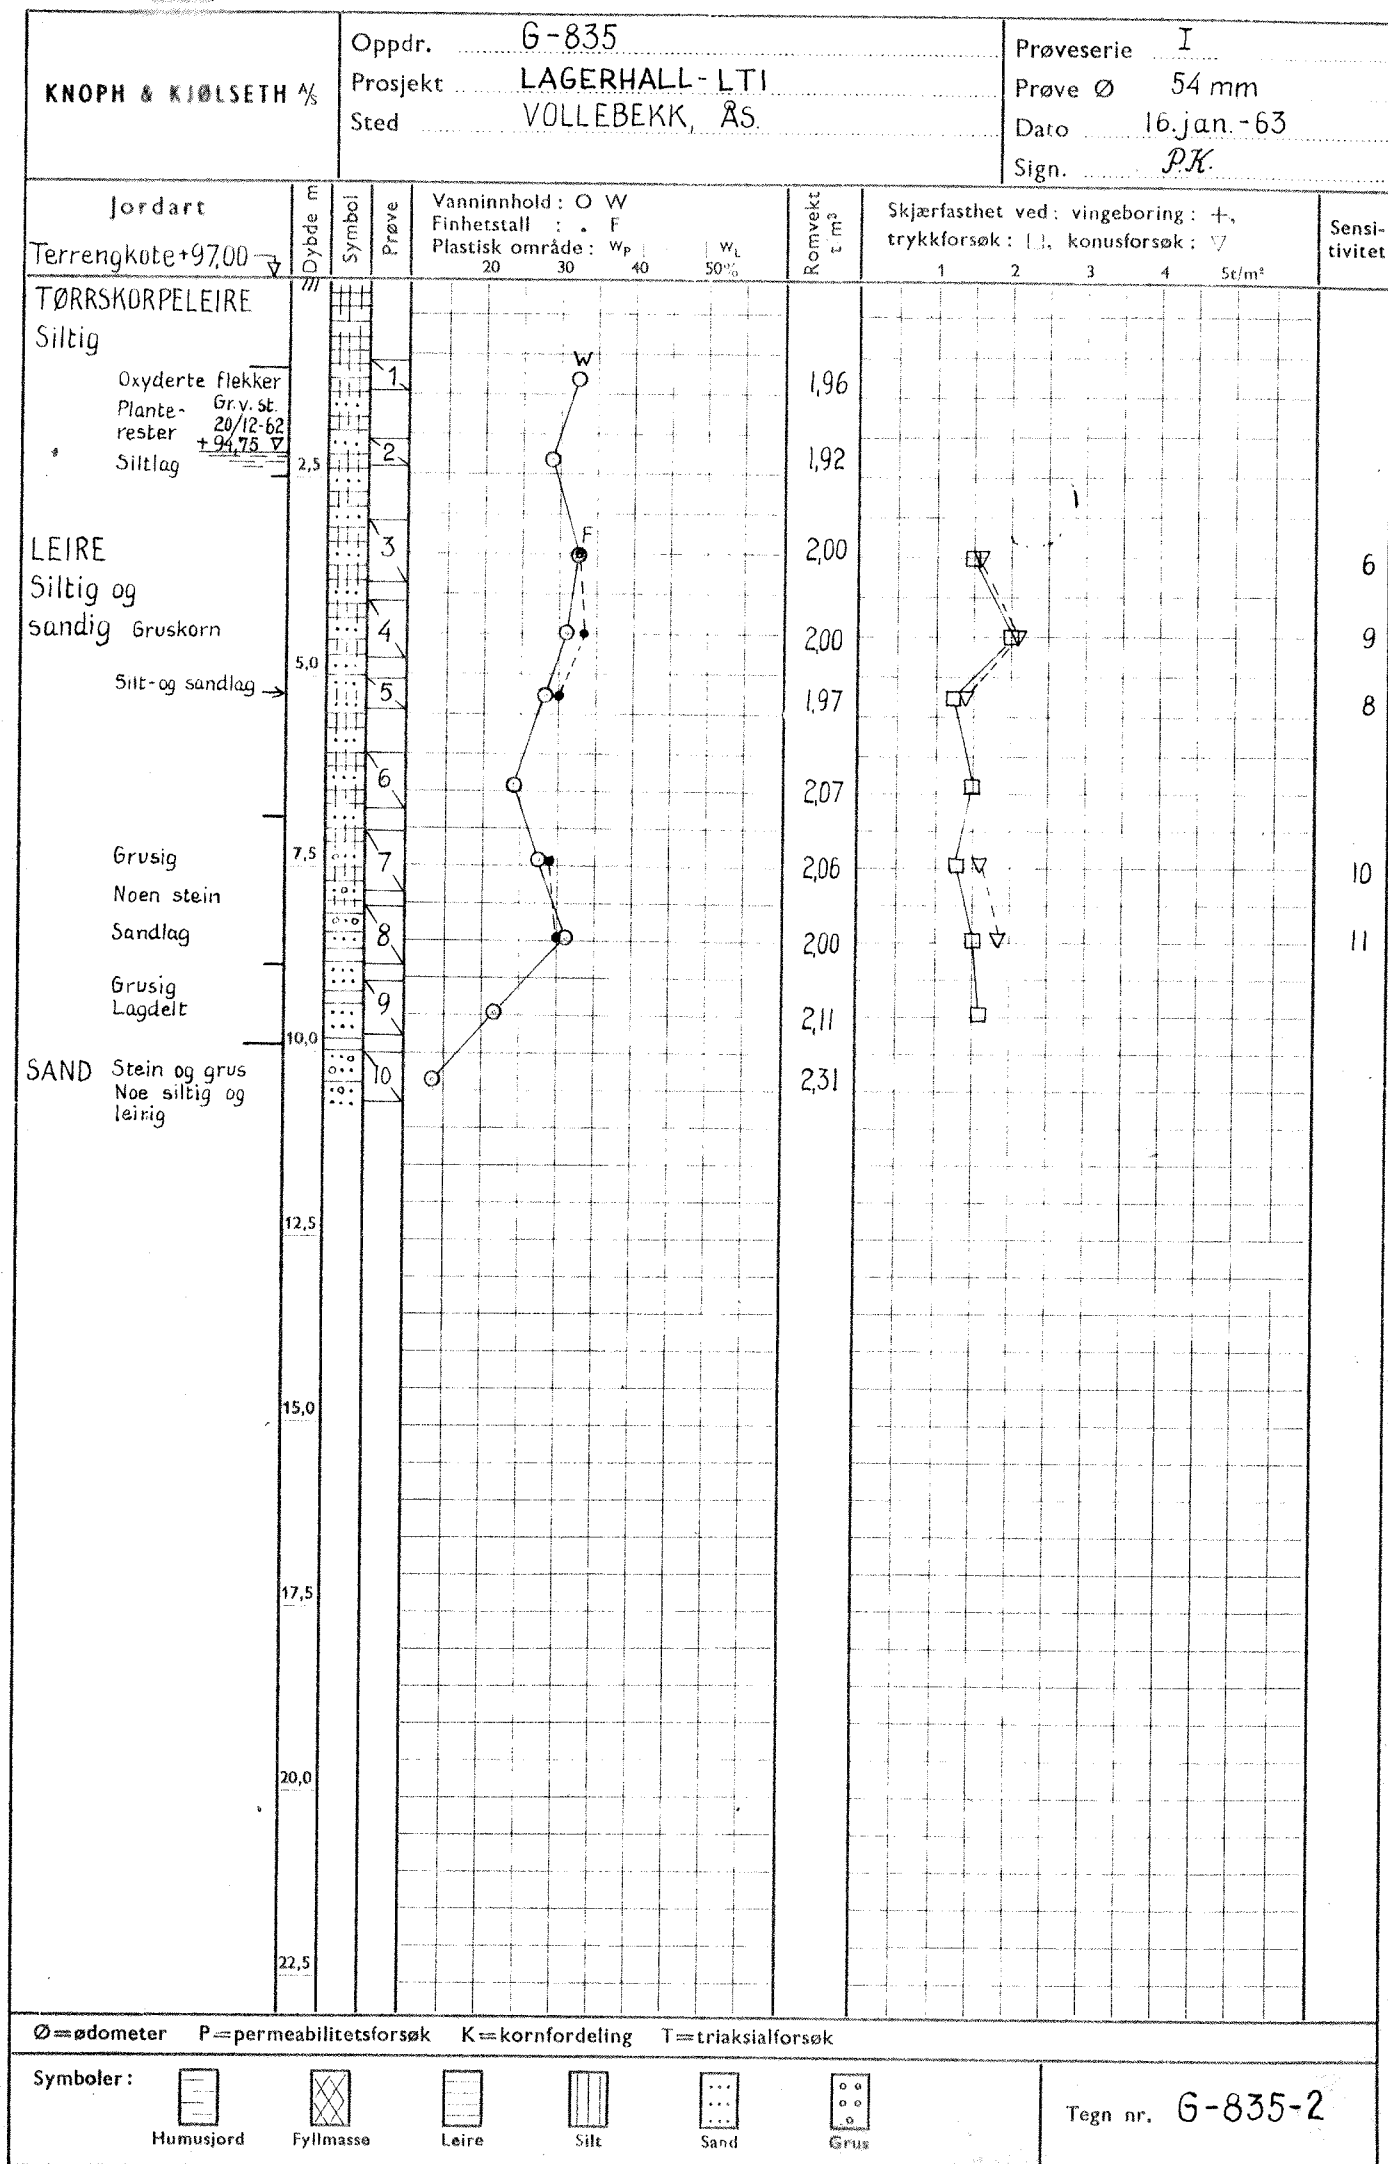 KNOPH & KJØLSETH A/S
Oppdr. G-835
Prosjekt LAGERHALL-LTI
Sted VOLLEBEKK, ÅS.
Prøveserie I
Prøve Ø 54 mm
Dato 16.jan.-63
Sign. P.K.
Jordart
Terrengkote+97,00
Dybde m
Symbol
Prøve
Vanninnhold: O W
Finhetstall : . F
Plastisk område: WP WL
20 30 40 50%
Romvekt t/m³
Skjærfasthet ved: vingeboring: +,
trykkforsøk: □, konusforsøk: ▽
1 2 3 4 5t/m²
Sensi-
tivitet
TØRRSKORPELEIRE
Siltig
W
Oxyderte flekker
1
1,96
Plante-
rester
Gr.v.st.
20/12-62
+94,75 ▽
Siltlag
2,5
2
1,92
F
LEIRE
3
2,00
6
Siltig og
sandig Gruskorn
4
2,00
9
5,0
Silt-og sandlag
5
1,97
8
6
2,07
Grusig
7,5
7
2,06
10
Noen stein
Sandlag
8
2,00
11
Grusig
Lagdelt
9
2,11
10,0
SAND Stein og grus
10
2,31
Noe siltig og
leirig
12,5
15,0
17,5
20,0
22,5
Ø=ødometer P=permeabilitetsforsøk K=kornfordeling T=triaksialforsøk
Symboler:
Humusjord Fyllmasse Leire Silt Sand Grus
Tegn nr. G-835-2